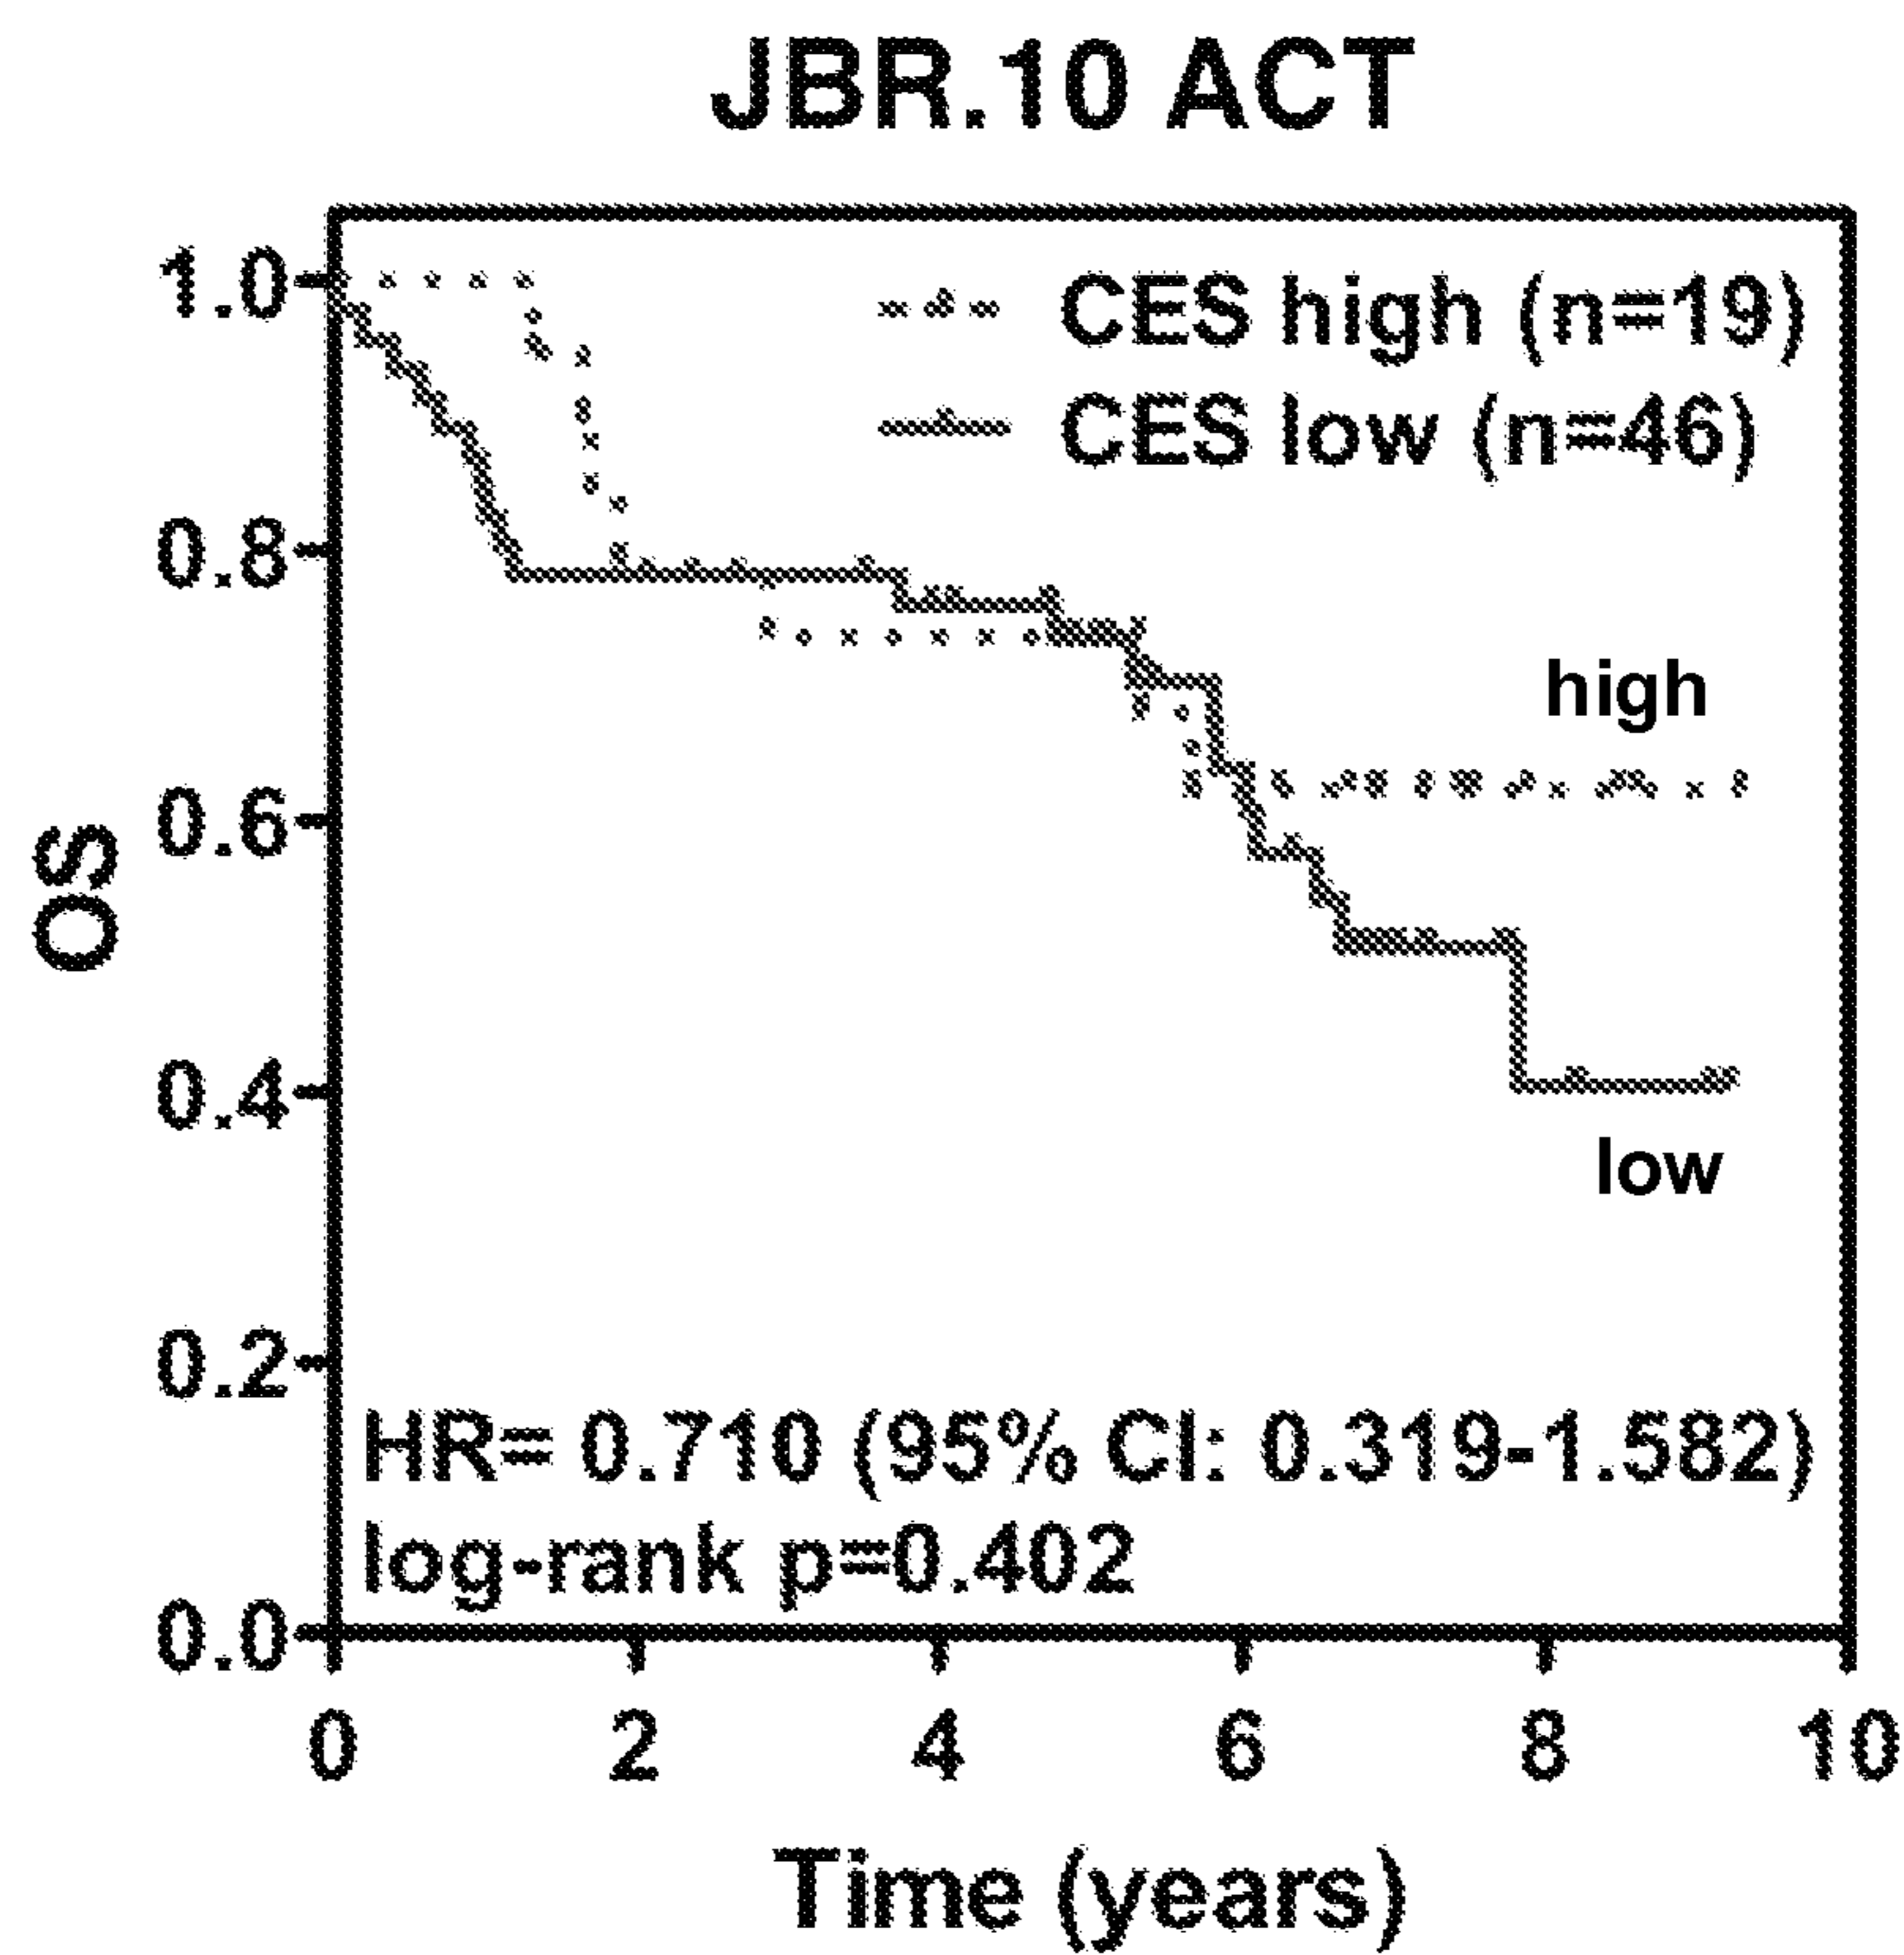 JBR.10 ACT
1.0
0.8
0.6
0.4
0.2
0.0
OS
CES high (n=19)
CES low (n=46)
high
low
HR= 0.710 (95% CI: 0.319-1.582)
log-rank p=0.402
0 2 4 6 8 10
Time (years)